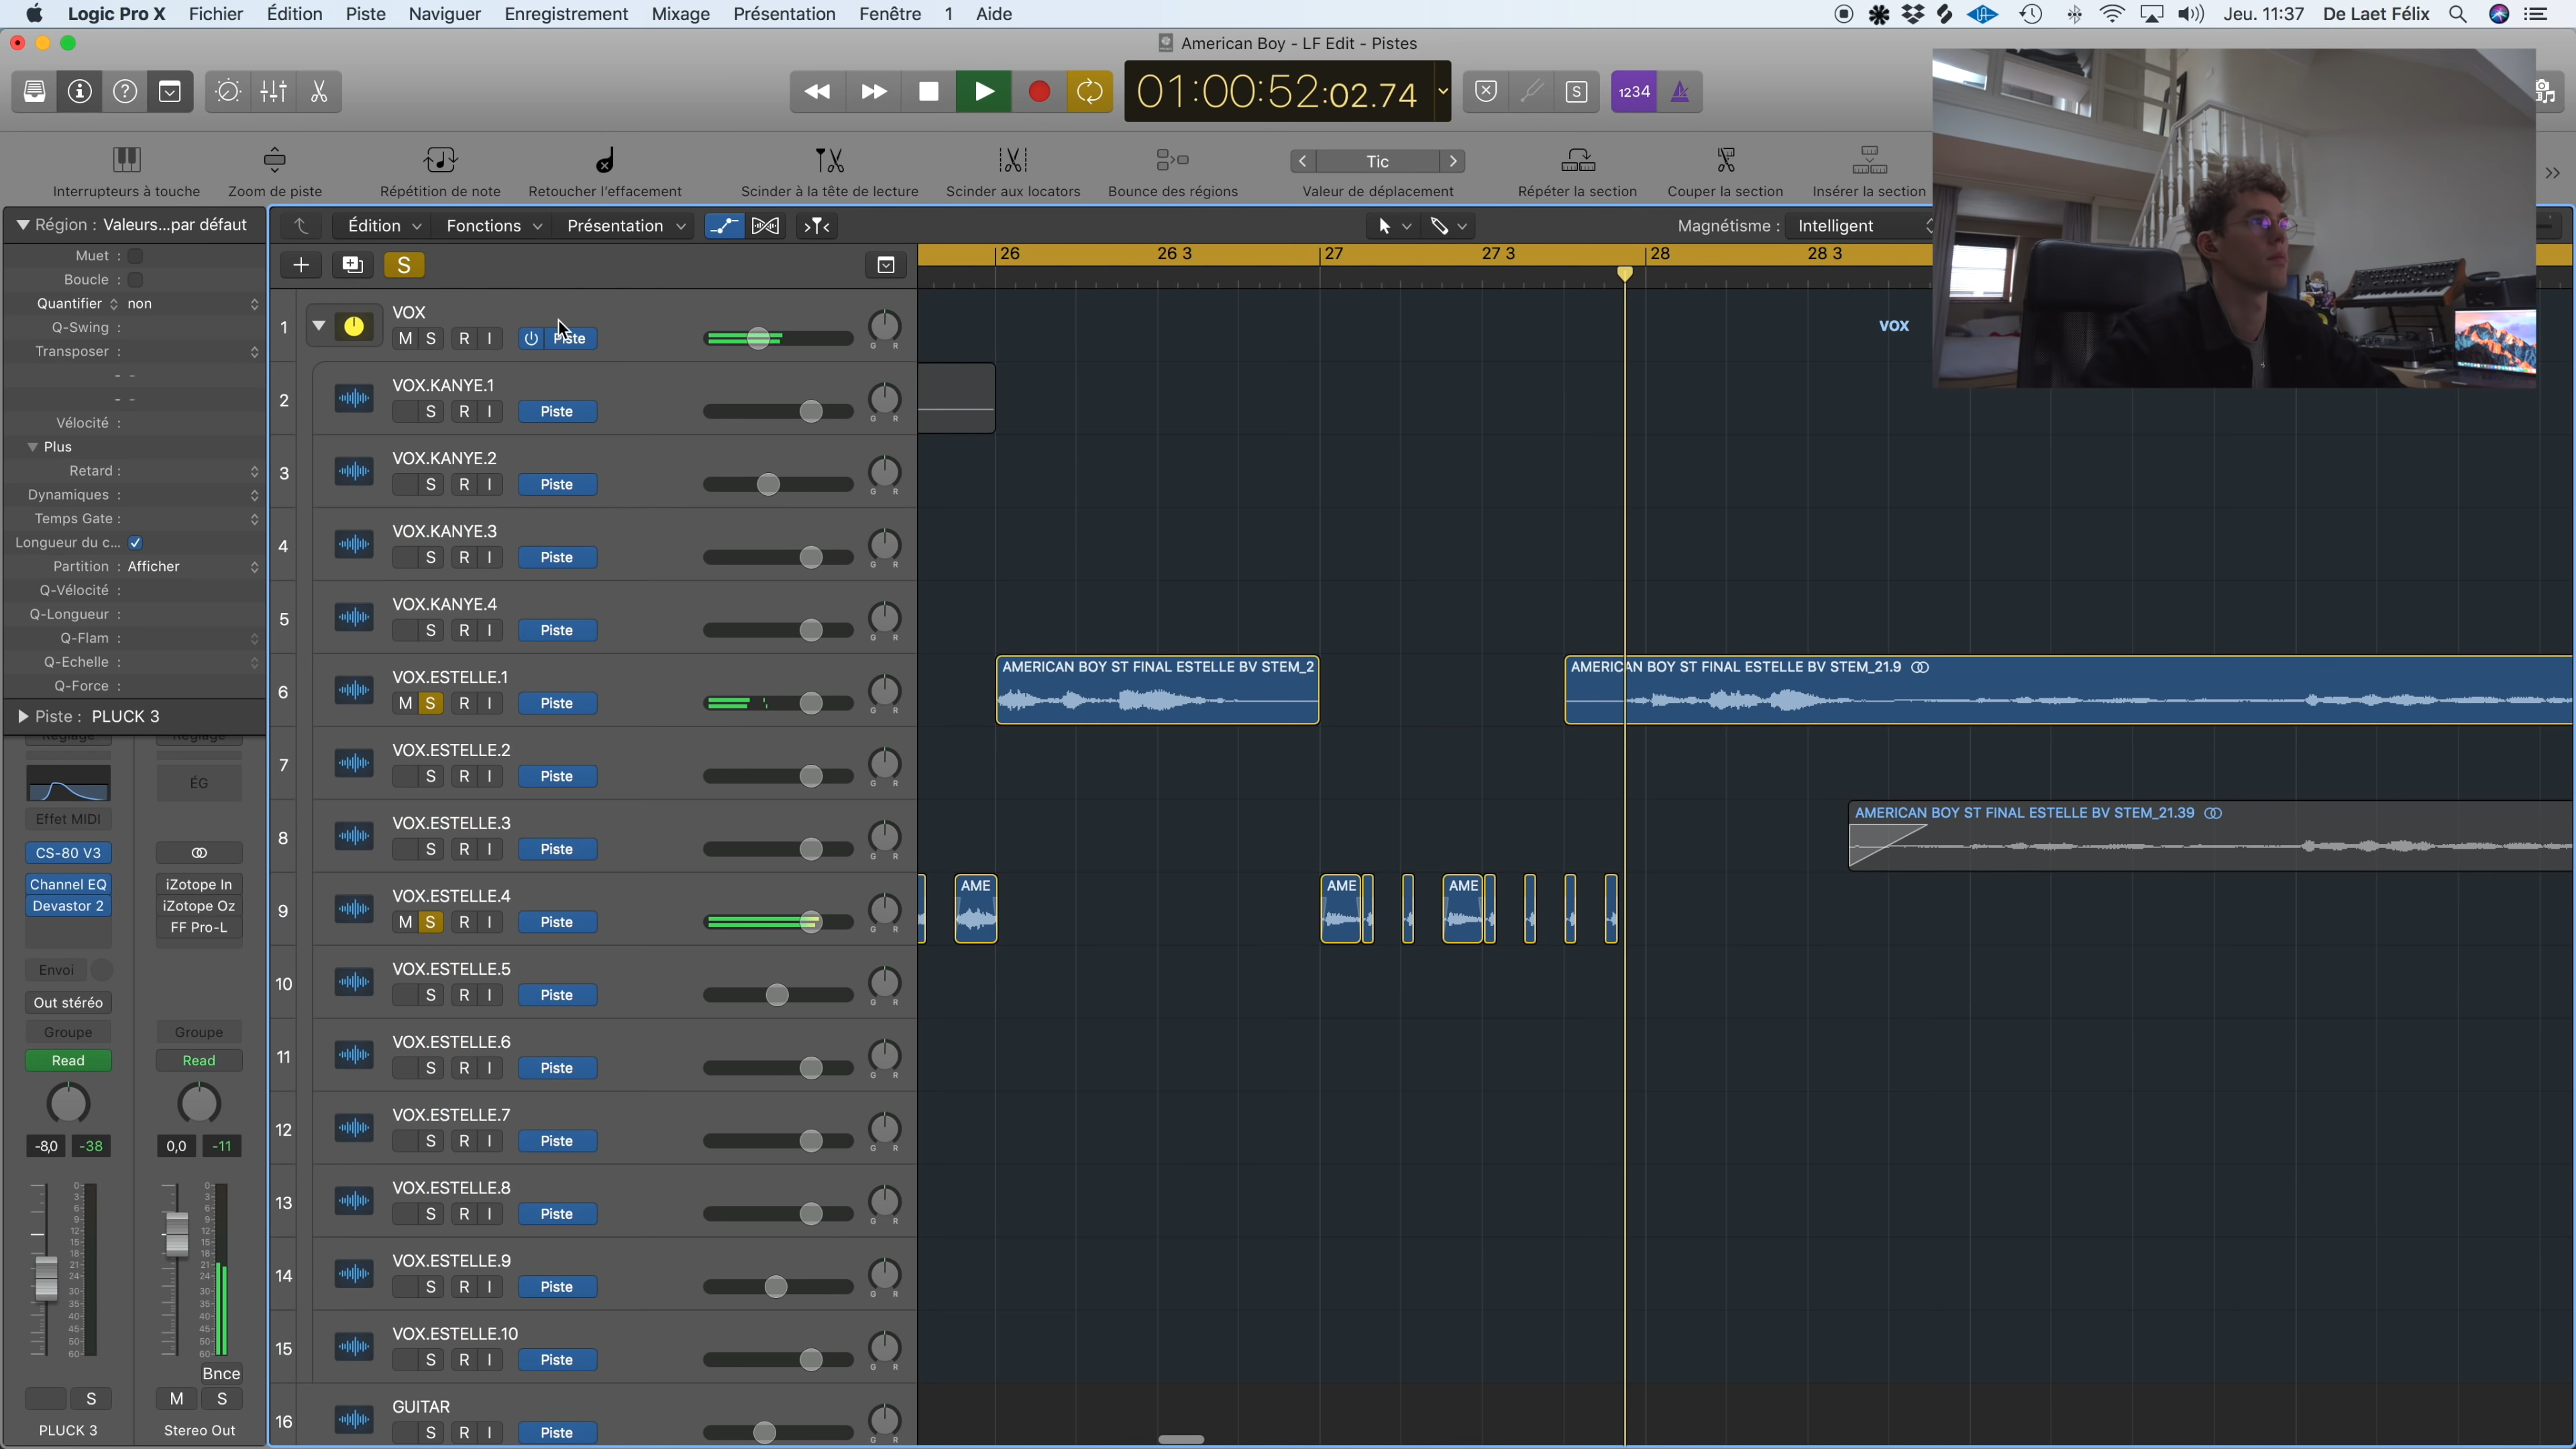 Logic Pro X Fichier Édition Piste Naviguer Enregistrement Mixage Présentation Fenêtre 1 Aide Jeu. 11:37 De Laet Félix
American Boy - LF Edit - Pistes
01:00:52:02.74 S 1234
Interrupteurs à touche Zoom de piste Répétition de note Retoucher l'effacement Scinder à la tête de lecture Scinder aux locators Bounce des régions Tic Valeur de déplacement Répéter la section Couper la section Insérer la section
Région : Valeurs...par défaut Édition Fonctions Présentation Magnétisme : Intelligent
Muet :
Boucle :
Quantifier non
Q-Swing :
Transposer :
- -
- -
Vélocité :
Plus
Retard :
Dynamiques :
Temps Gate :
Longueur du c...
Partition : Afficher
Q-Vélocité :
Q-Longueur :
Q-Flam :
Q-Echelle :
Q-Force :
Piste : PLUCK 3
ÉG
Effet MIDI
CS-80 V3
Channel EQ iZotope In
Devastor 2 iZotope Oz
FF Pro-L
Envoi
Out stéréo
Groupe Groupe
Read Read
-8,0 -38 0,0 -11
Bnce
S M S
PLUCK 3 Stereo Out
S 26 26 3 27 27 3 28 28 3
1 VOX
M S R I Piste
VOX
2 VOX.KANYE.1
S R I Piste
3 VOX.KANYE.2
S R I Piste
4 VOX.KANYE.3
S R I Piste
5 VOX.KANYE.4
S R I Piste
6 VOX.ESTELLE.1
M S R I Piste
AMERICAN BOY ST FINAL ESTELLE BV STEM_2 AMERICAN BOY ST FINAL ESTELLE BV STEM_21.9
7 VOX.ESTELLE.2
S R I Piste
8 VOX.ESTELLE.3
S R I Piste
AMERICAN BOY ST FINAL ESTELLE BV STEM_21.39
9 VOX.ESTELLE.4
M S R I Piste
AME AME AME
10 VOX.ESTELLE.5
S R I Piste
11 VOX.ESTELLE.6
S R I Piste
12 VOX.ESTELLE.7
S R I Piste
13 VOX.ESTELLE.8
S R I Piste
14 VOX.ESTELLE.9
S R I Piste
15 VOX.ESTELLE.10
S R I Piste
16 GUITAR
S R I Piste